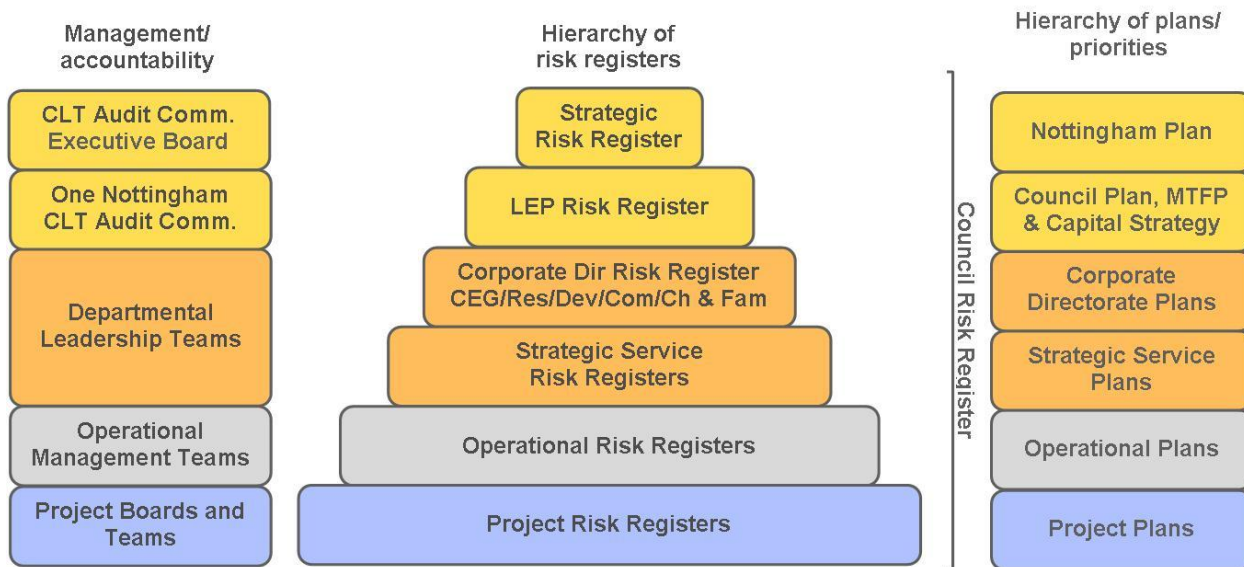 Management/
accountability
CLT Audit Comm.
Executive Board
One Nottingham
CLT Audit Comm.
Departmental
Leadership Teams
Operational
Management Teams
Project Boards and
Teams
Hierarchy of
risk registers
Strategic
Risk Register
LEP Risk Register
Corporate Dir Risk Register
CEG/Res/Dev/Com/Ch & Fam
Strategic Service
Risk Registers
Operational Risk Registers
Project Risk Registers
Council Risk Register
Hierarchy of plans/
priorities
Nottingham Plan
Council Plan, MTFP
& Capital Strategy
Corporate
Directorate Plans
Strategic Service
Plans
Operational Plans
Project Plans